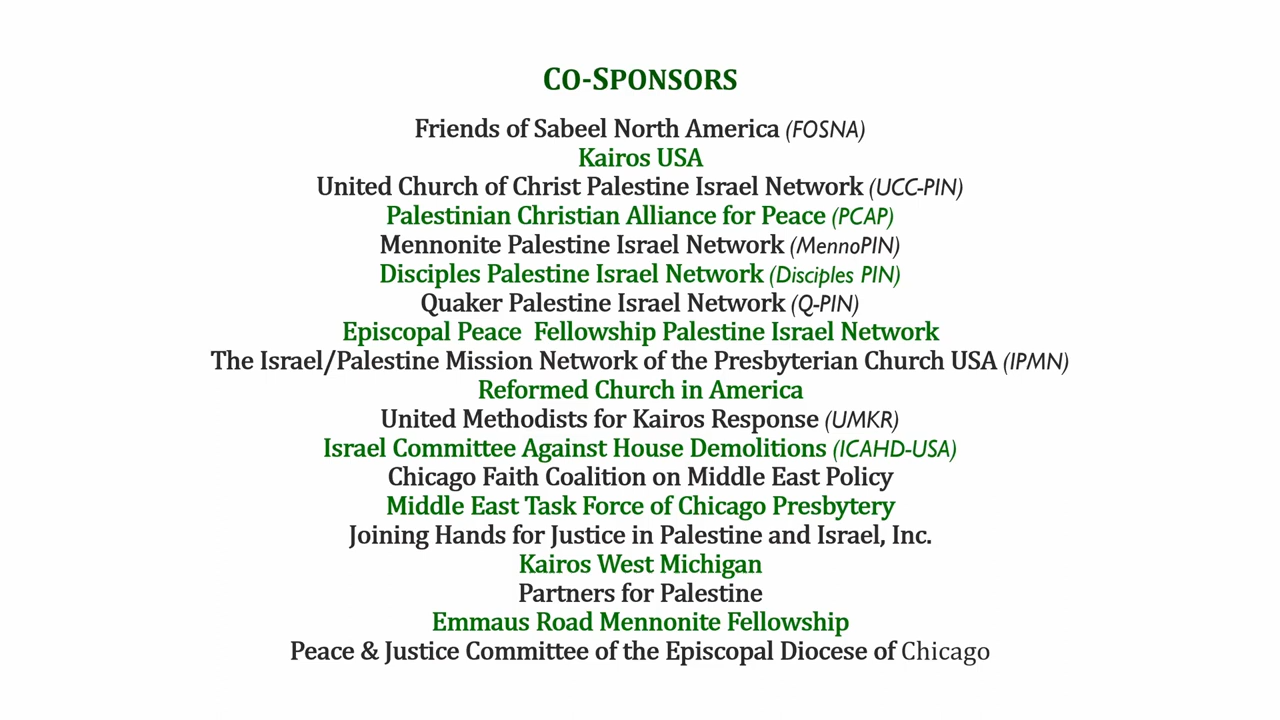 CO-SPONSORS
Friends of Sabeel North America (FOSNA)
Kairos USA
United Church of Christ Palestine Israel Network (UCC-PIN)
Palestinian Christian Alliance for Peace (PCAP)
Mennonite Palestine Israel Network (MennoPIN)
Disciples Palestine Israel Network (Disciples PIN)
Quaker Palestine Israel Network (Q-PIN)
Episcopal Peace  Fellowship Palestine Israel Network
The Israel/Palestine Mission Network of the Presbyterian Church USA (IPMN)
Reformed Church in America
United Methodists for Kairos Response (UMKR)
Israel Committee Against House Demolitions (ICAHD-USA)
Chicago Faith Coalition on Middle East Policy
Middle East Task Force of Chicago Presbytery
Joining Hands for Justice in Palestine and Israel, Inc.
Kairos West Michigan
Partners for Palestine
Emmaus Road Mennonite Fellowship
Peace & Justice Committee of the Episcopal Diocese of Chicago